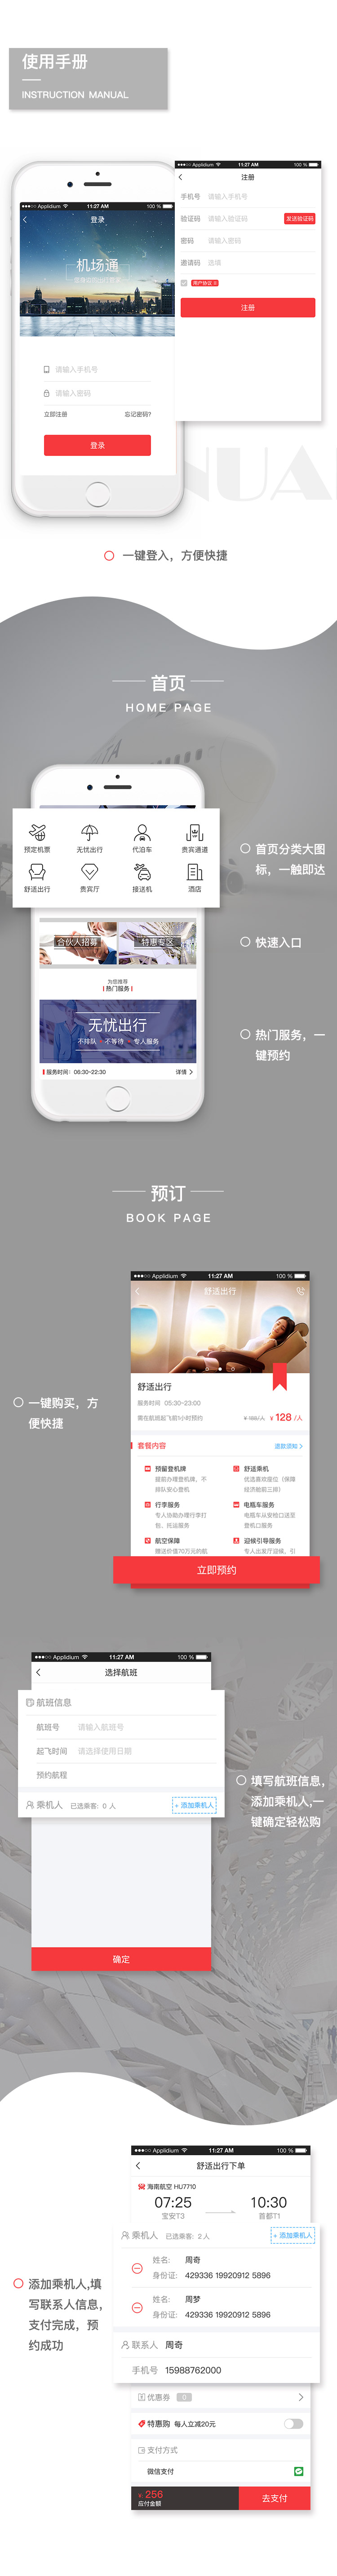 使用手册
INSTRUCTION MANUAL
●●●○○ Applidium 11:27 AM 100 %
登录
机场通
请输入手机号
请输入密码
立即注册 忘记密码?
登录
●●●○○ Applidium 11:27 AM 100 %
注册
手机号 请输入手机号
验证码 请输入验证码 发送验证码
密码 请输入密码
邀请码 选填
用户协议
注册
NUAL
一键登入，方便快捷
首页
HOME PAGE
预定机票 无忧出行 代泊车 贵宾通道
舒适出行 贵宾厅 接送机 酒店
合伙人招募 特惠专区
为您推荐
热门服务
无忧出行
不排队 不等待 专人服务
服务时间：06:30-22:30 详情
首页分类大图
标，一触即达
快速入口
热门服务，一
键预约
预订
BOOK PAGE
一键购买，方
便快捷
●●●○○ Applidium 11:27 AM 100 %
舒适出行
舒适出行
服务时间 05:30-23:00
需在航班起飞前1小时预约 ¥ 168/人 ¥ 128 /人
套餐内容 退款须知
预留登机牌 舒适乘机
提前办理登机牌，不 优选喜欢座位（保障
排队安心登机 经济舱前三排）
行李服务 电瓶车服务
专人协助办理行李打 电瓶车从安检口送至
包、托运服务 登机口服务
航空保障 迎候引导服务
赠送价值70万元的航 专人出发厅迎候、引
立即预约
●●●○○ Applidium 11:27 AM 100 %
选择航班
航班信息
航班号 请输入航班号
起飞时间 请选择使用日期
预约航程
乘机人 已选乘客：0 人 + 添加乘机人
确定
填写航班信息，
添加乘机人,一
键确定轻松购
●●●○○ Applidium 11:27 AM 100 %
舒适出行下单
海南航空 HU7710
07:25 10:30
宝安T3 首都T1
乘机人 已选乘客：2 人 + 添加乘机人
姓名: 周奇
身份证: 429336 19920912 5896
姓名: 周梦
身份证: 429336 19920912 5896
联系人 周奇
手机号 15988762000
优惠券 0
特惠购 每人立减20元
支付方式
微信支付
¥ 256
应付金额
去支付
添加乘机人,填
写联系人信息，
支付完成，预
约成功